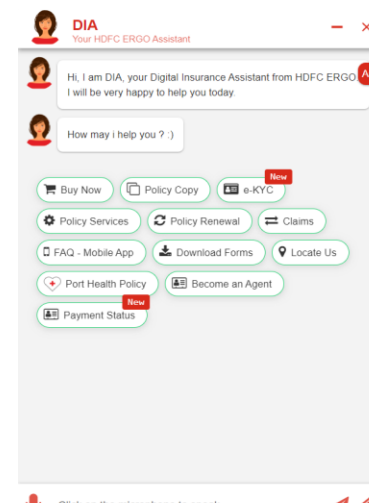 DIA
Your HDFC ERGO Assistant
Hi, I am DIA, your Digital Insurance Assistant from HDFC ERGO.
I will be very happy to help you today.
A
How may i help you ? :)
New
Buy Now Policy Copy e-KYC
Policy Services Policy Renewal Claims
FAQ - Mobile App Download Forms Locate Us
Port Health Policy Become an Agent
New
Payment Status